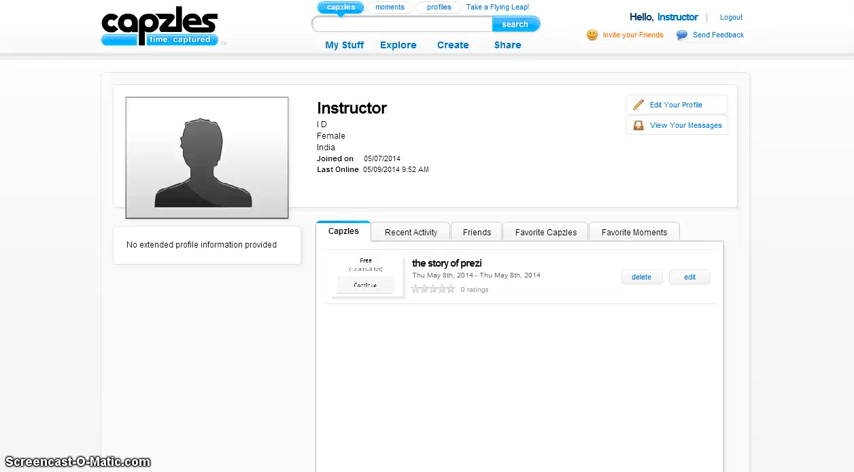 capzles
time. captured.
capzles moments profiles Take a Flying Leap!
search
My Stuff Explore Create Share
Hello, Instructor | Logout
Invite your Friends Send Feedback
Instructor
I D
Female
India
Joined on 05/07/2014
Last Online 05/09/2014 9:52 AM
Edit Your Profile
View Your Messages
No extended profile information provided
Capzles Recent Activity Friends Favorite Capzles Favorite Moments
Free
Continue
the story of prezi
Thu May 8th, 2014 - Thu May 8th, 2014
0 ratings
delete edit
Screencast-O-Matic.com